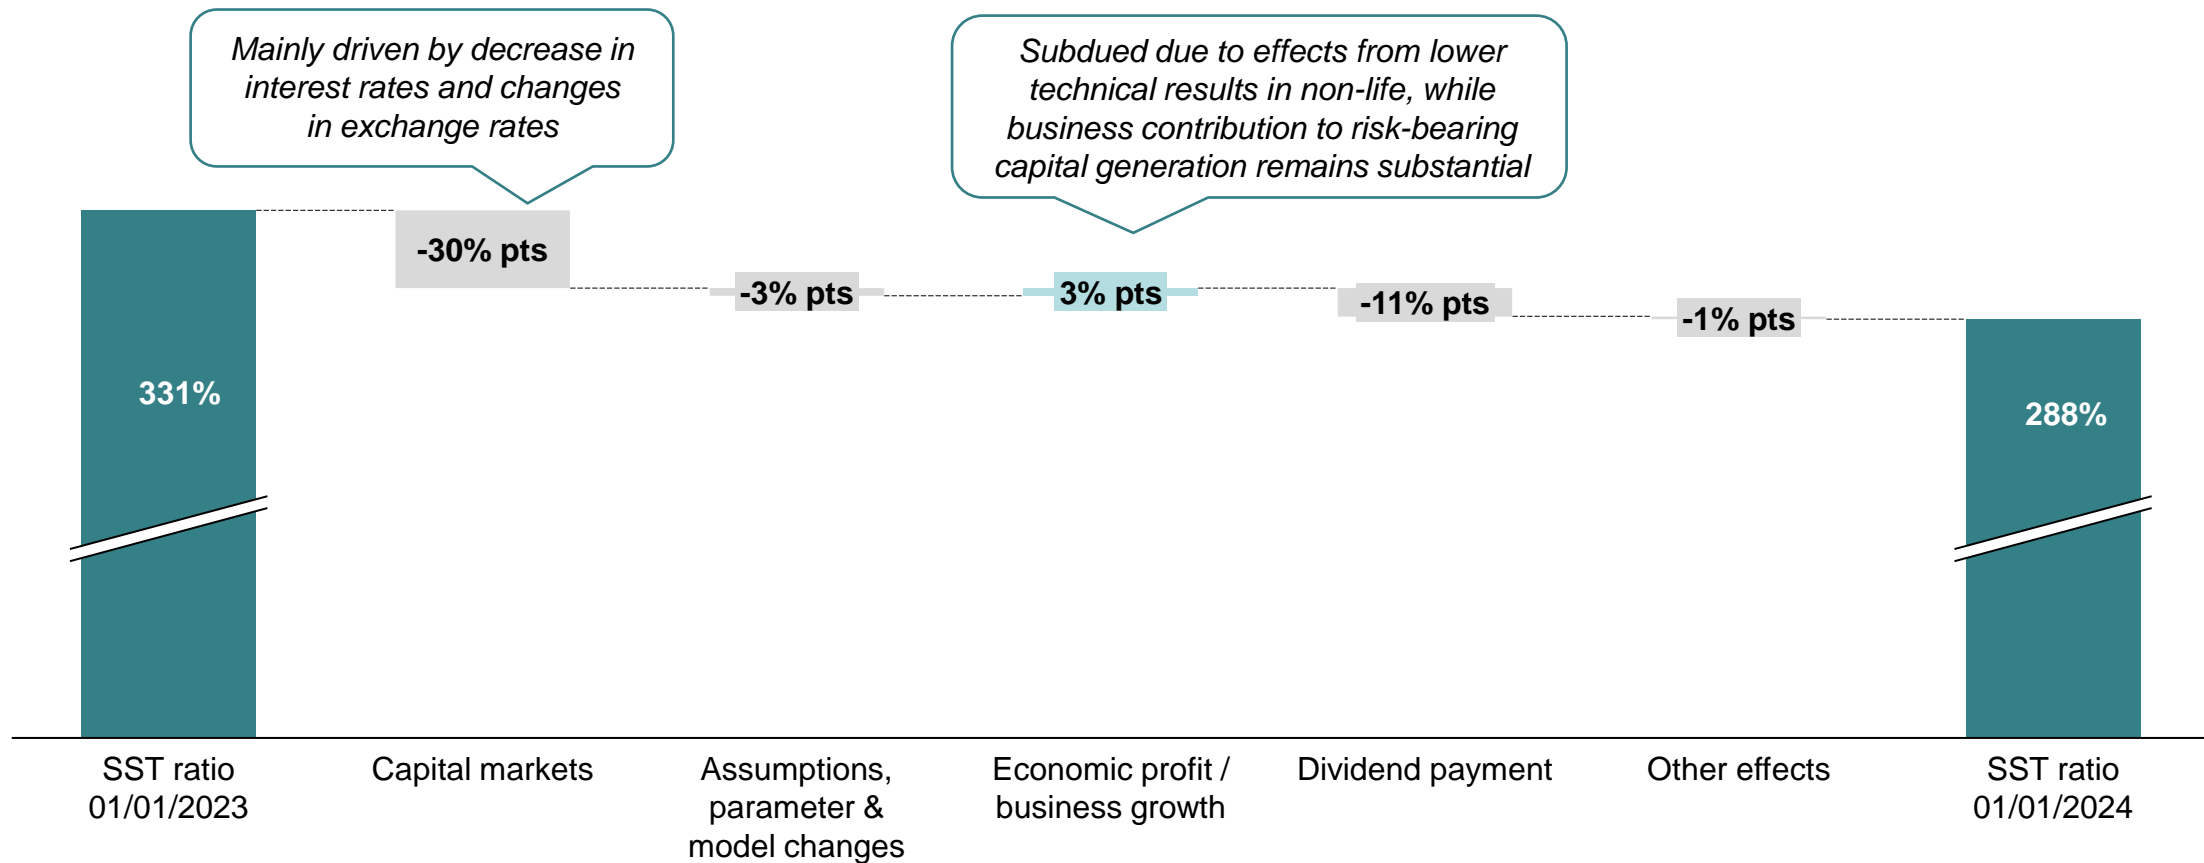 Mainly driven by decrease in
interest rates and changes
in exchange rates
Subdued due to effects from lower
technical results in non-life, while
business contribution to risk-bearing
capital generation remains substantial
331%
-30% pts
-3% pts
3% pts
-11% pts
-1% pts
288%
SST ratio
01/01/2023
Capital markets
Assumptions,
parameter &
model changes
Economic profit /
business growth
Dividend payment
Other effects
SST ratio
01/01/2024